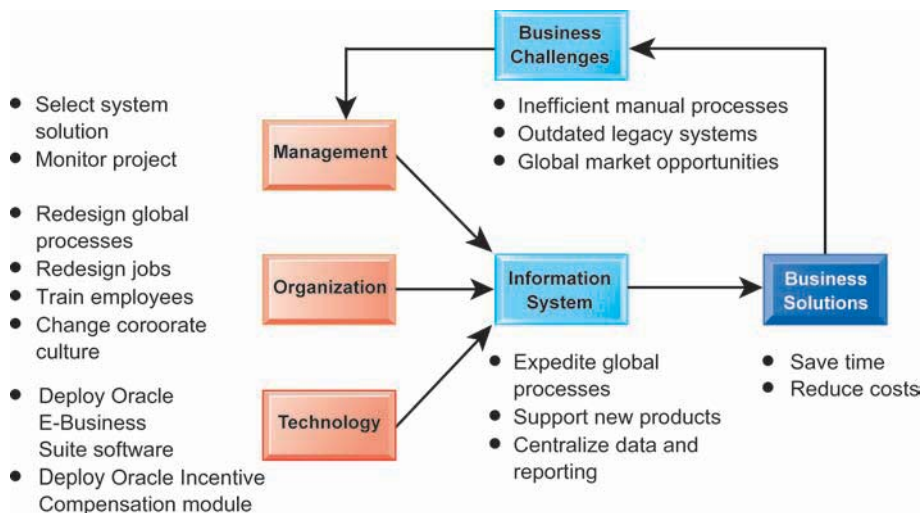 Business
Challenges
● Inefficient manual processes
● Outdated legacy systems
● Global market opportunities
● Select system
solution
● Monitor project
Management
● Redesign global
processes
● Redesign jobs
● Train employees
● Change coroorate
culture
Organization
Information
System
Business
Solutions
● Expedite global
processes
● Support new products
● Centralize data and
reporting
● Save time
● Reduce costs
● Deploy Oracle
E-Business
Suite software
● Deploy Oracle Incentive
Compensation module
Technology